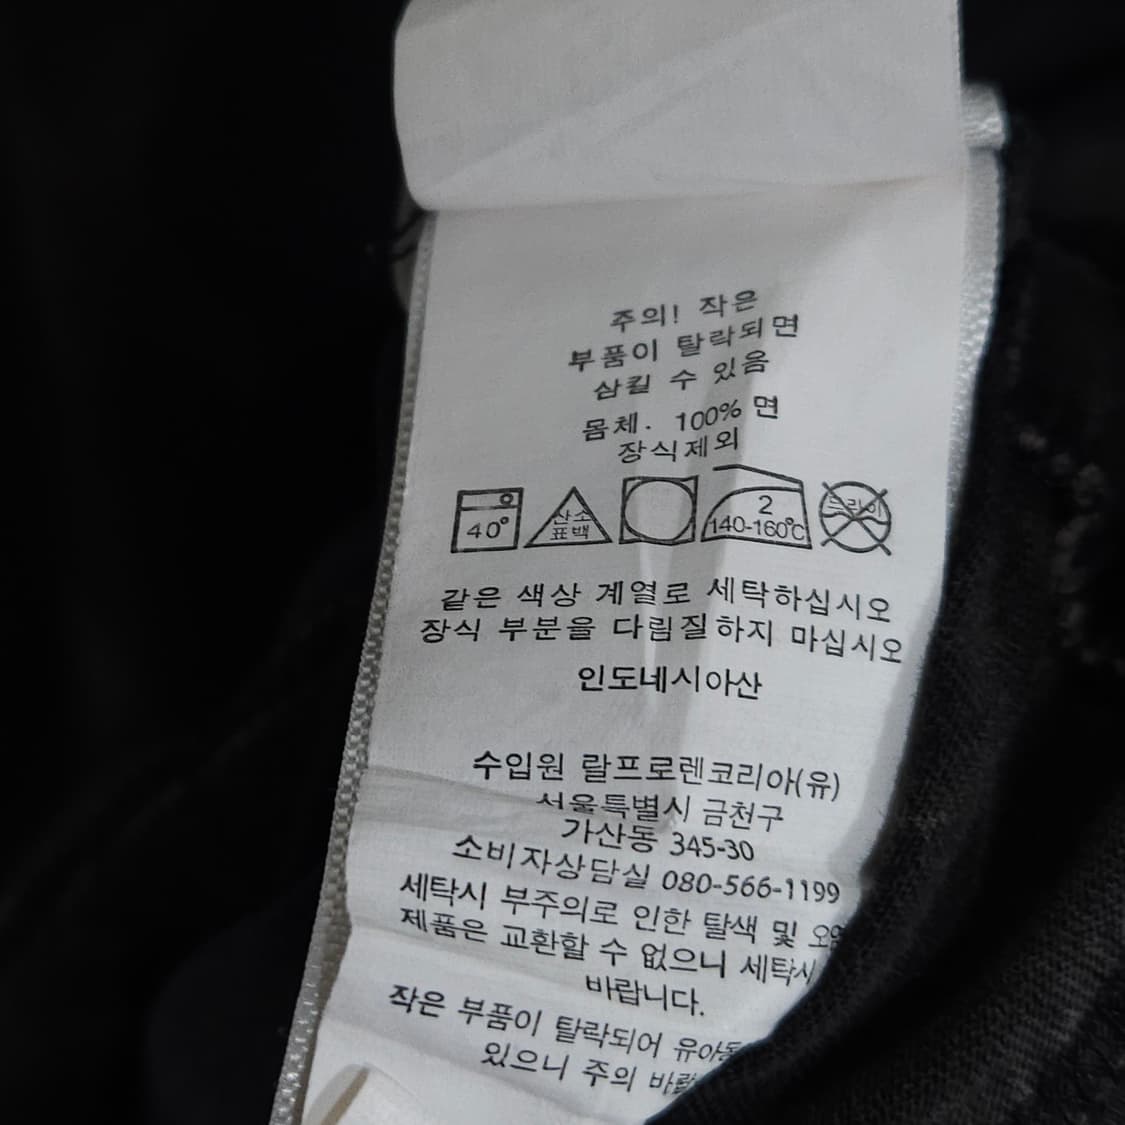 주의! 작은
부품이 탈락되면
삼킬 수 있음
몸체. 100% 면
장식제외
40°
산소
표백
2
140-160℃
드라이
같은 색상 계열로 세탁하십시오
장식 부분을 다림질하지 마십시오
인도네시아산
수입원 랄프로렌코리아(유)
서울특별시 금천구
가산동 345-30
소비자상담실 080-566-1199
세탁시 부주의로 인한 탈색 및
제품은 교환할 수 없으니 세탁시
바랍니다.
작은 부품이 탈락되어
있으니 주의